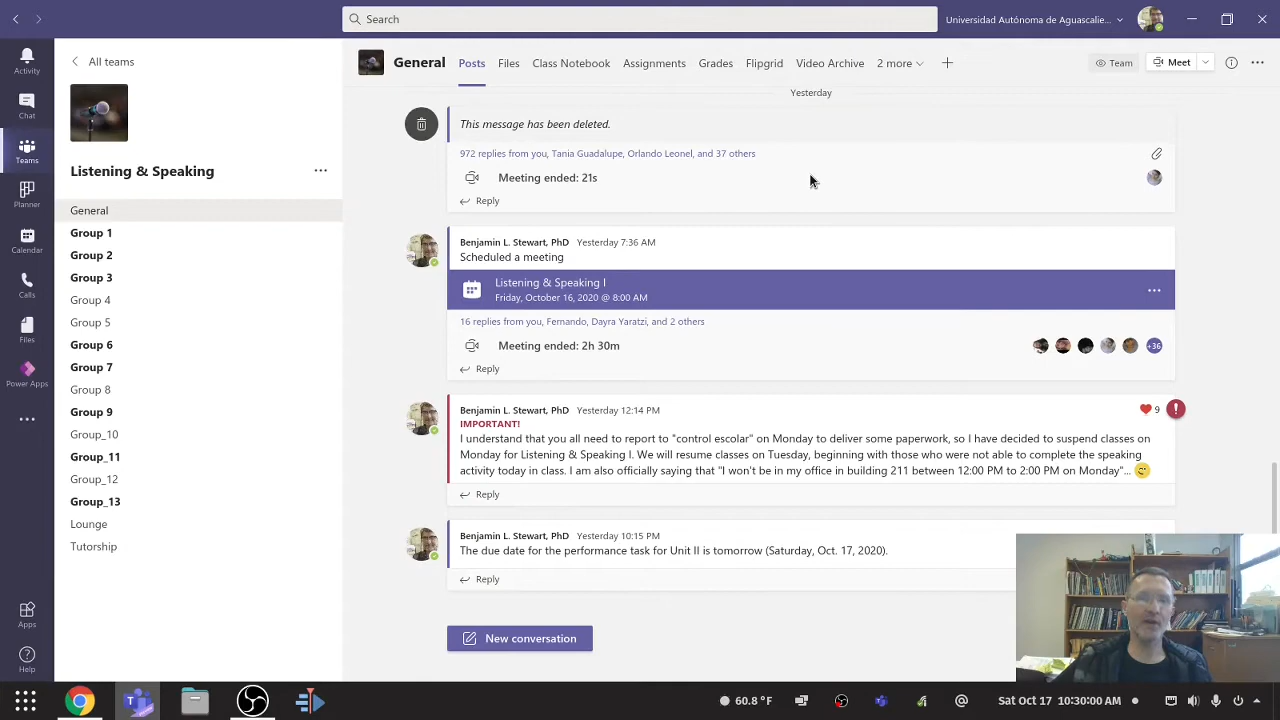 Search
Universidad Autónoma de Aguascalie...
Activity
Chat
Teams
Planner
Calendar
Calls
Files
Power Apps
Apps
Help
All teams
Listening & Speaking
General
Group 1
Group 2
Group 3
Group 4
Group 5
Group 6
Group 7
Group 8
Group 9
Group_10
Group_11
Group_12
Group_13
Lounge
Tutorship
General
Posts
Files
Class Notebook
Assignments
Grades
Flipgrid
Video Archive
2 more
Team
Meet
Yesterday
This message has been deleted.
972 replies from you, Tania Guadalupe, Orlando Leonel, and 37 others
Meeting ended: 21s
Reply
Benjamin L. Stewart, PhD Yesterday 7:36 AM
Scheduled a meeting
Listening & Speaking I
Friday, October 16, 2020 @ 8:00 AM
16 replies from you, Fernando, Dayra Yaratzi, and 2 others
Meeting ended: 2h 30m
+36
Reply
Benjamin L. Stewart, PhD Yesterday 12:14 PM
9
IMPORTANT!
I understand that you all need to report to "control escolar" on Monday to deliver some paperwork, so I have decided to suspend classes on
Monday for Listening & Speaking I. We will resume classes on Tuesday, beginning with those who were not able to complete the speaking
activity today in class. I am also officially saying that "I won't be in my office in building 211 between 12:00 PM to 2:00 PM on Monday"...
Reply
Benjamin L. Stewart, PhD Yesterday 10:15 PM
The due date for the performance task for Unit II is tomorrow (Saturday, Oct. 17, 2020).
Reply
New conversation
60.8 °F
Sat Oct 17 10:30:00 AM